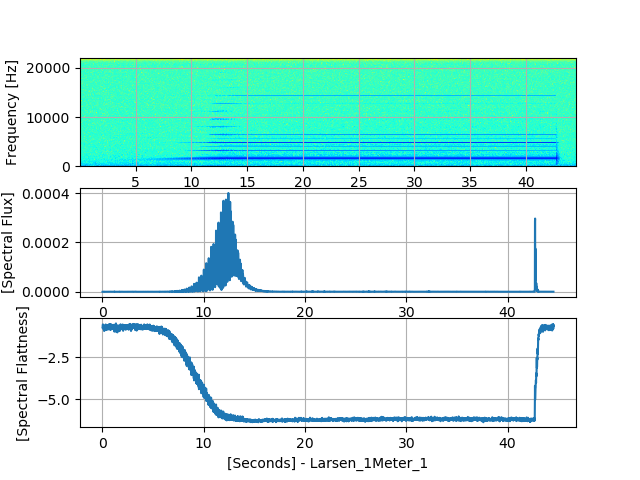 Frequency [Hz]
20000
10000
0
5 10 15 20 25 30 35 40
[Spectral Flux]
0.0004
0.0002
0.0000
0 10 20 30 40
[Spectral Flattness]
−2.5
−5.0
0 10 20 30 40
[Seconds] - Larsen_1Meter_1